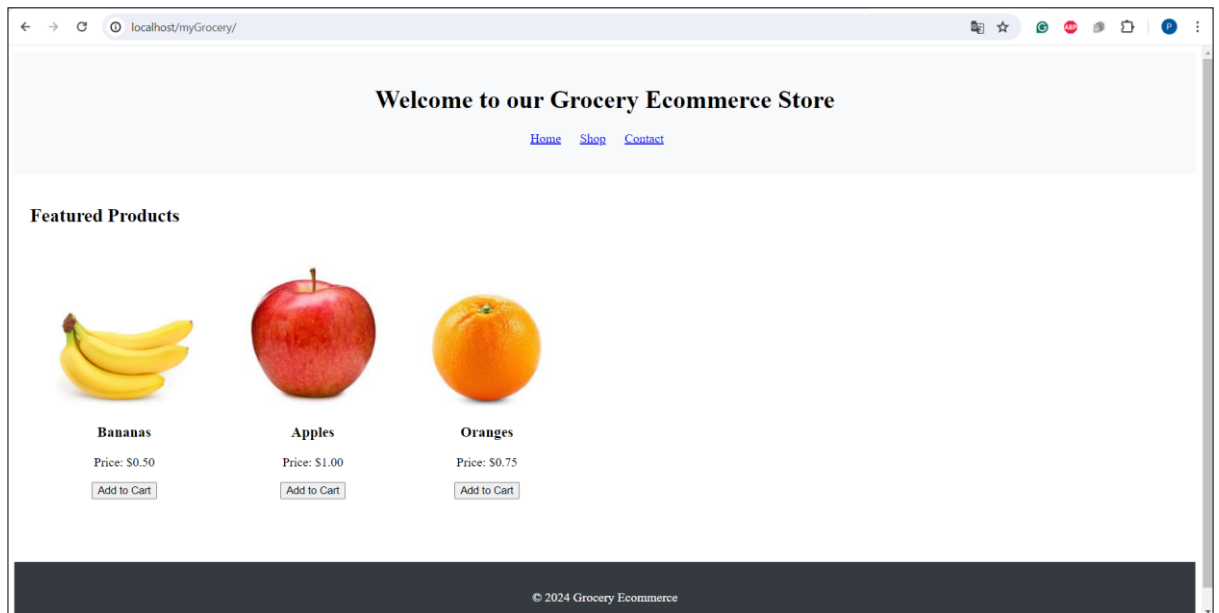 localhost/myGrocery/
G
ABP
P
Welcome to our Grocery Ecommerce Store
Home Shop Contact
Featured Products
Bananas Apples Oranges
Price: $0.50 Price: $1.00 Price: $0.75
Add to Cart Add to Cart Add to Cart
© 2024 Grocery Ecommerce